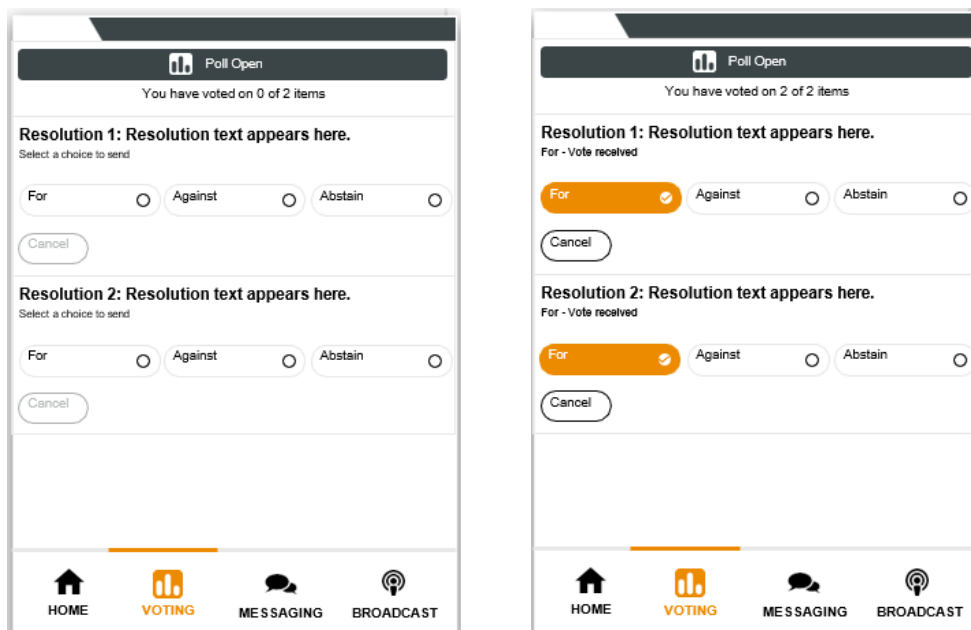 Poll Open
You have voted on 0 of 2 items
Resolution 1: Resolution text appears here.
Select a choice to send
For Against Abstain
Cancel
Resolution 2: Resolution text appears here.
Select a choice to send
For Against Abstain
Cancel
HOME VOTING MESSAGING BROADCAST
Poll Open
You have voted on 2 of 2 items
Resolution 1: Resolution text appears here.
For - Vote received
For Against Abstain
Cancel
Resolution 2: Resolution text appears here.
For - Vote received
For Against Abstain
Cancel
HOME VOTING MESSAGING BROADCAST